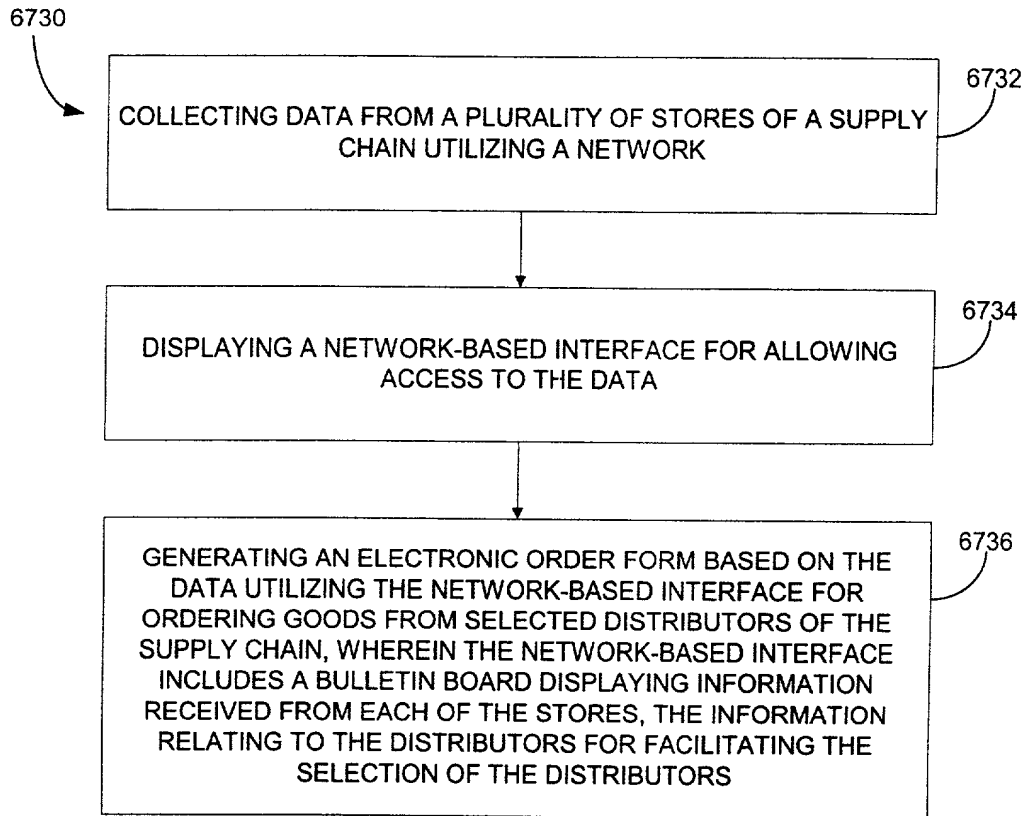 6730
6732
COLLECTING DATA FROM A PLURALITY OF STORES OF A SUPPLY
CHAIN UTILIZING A NETWORK
6734
DISPLAYING A NETWORK-BASED INTERFACE FOR ALLOWING
ACCESS TO THE DATA
6736
GENERATING AN ELECTRONIC ORDER FORM BASED ON THE
DATA UTILIZING THE NETWORK-BASED INTERFACE FOR
ORDERING GOODS FROM SELECTED DISTRIBUTORS OF THE
SUPPLY CHAIN, WHEREIN THE NETWORK-BASED INTERFACE
INCLUDES A BULLETIN BOARD DISPLAYING INFORMATION
RECEIVED FROM EACH OF THE STORES, THE INFORMATION
RELATING TO THE DISTRIBUTORS FOR FACILITATING THE
SELECTION OF THE DISTRIBUTORS